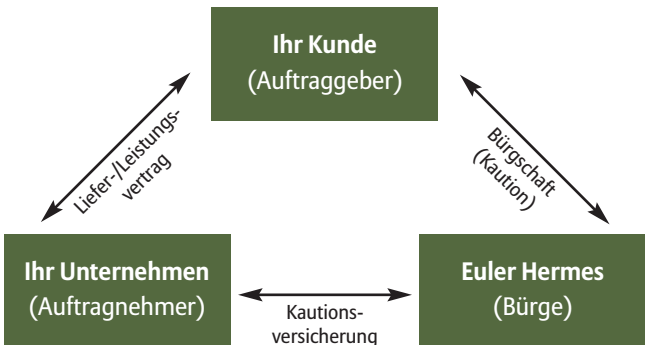 Ihr Kunde
(Auftraggeber)
Liefer-/Leistungs-
vertrag
Bürgschaft
(Kaution)
Ihr Unternehmen
(Auftragnehmer)
Kautions-
versicherung
Euler Hermes
(Bürge)